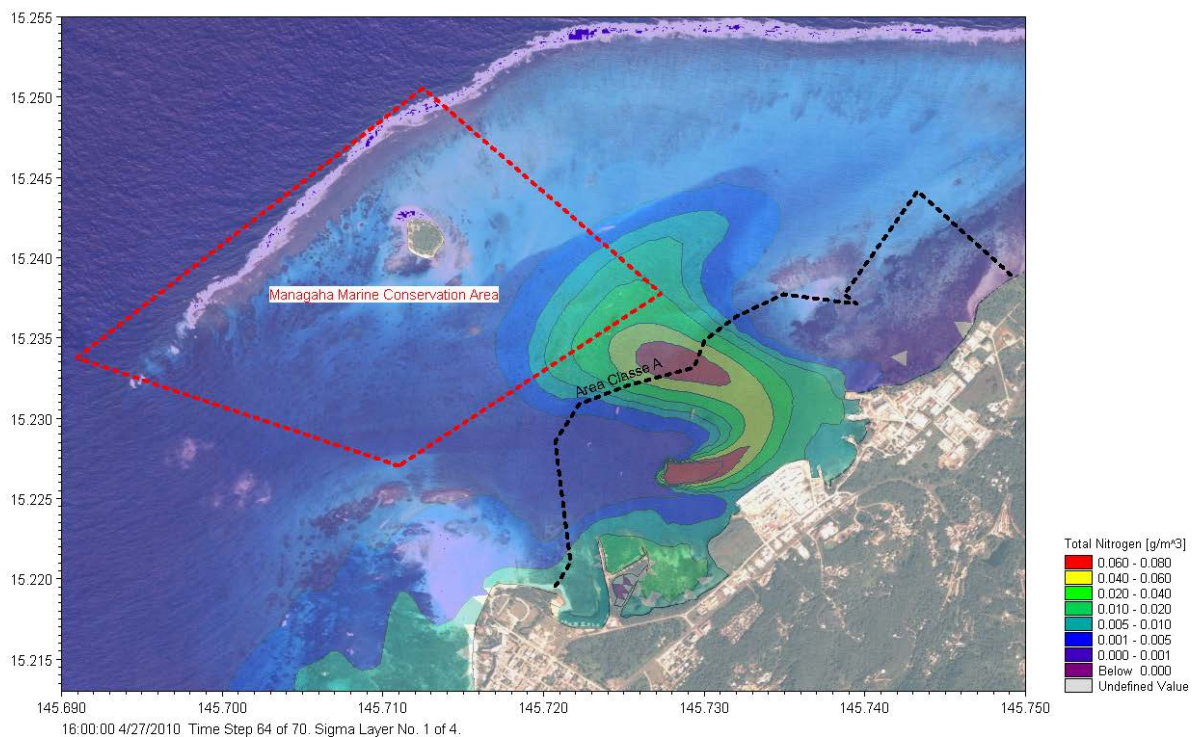 15.255
15.250
15.245
15.240
15.235
15.230
15.225
15.220
15.215
Managaha Marine Conservation Area
Area Classe A
145.690 145.700 145.710 145.720 145.730 145.740 145.750
16:00:00 4/27/2010 Time Step 64 of 70. Sigma Layer No. 1 of 4.
Total Nitrogen [g/m^3]
0.060 - 0.080
0.040 - 0.060
0.020 - 0.040
0.010 - 0.020
0.005 - 0.010
0.001 - 0.005
0.000 - 0.001
Below 0.000
Undefined Value